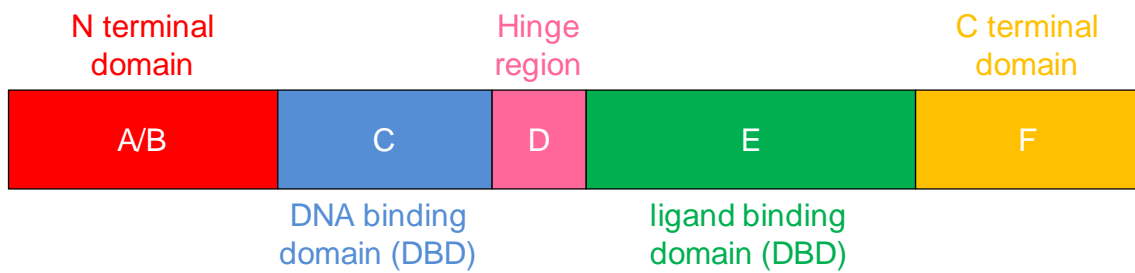 N terminal
domain
Hinge
region
C terminal
domain
A/B
C
D
E
F
DNA binding
domain (DBD)
ligand binding
domain (DBD)